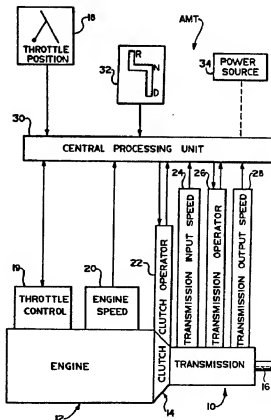 AMT
18
THROTTLE
POSITION
32
R
N
D
34
POWER
SOURCE
30
CENTRAL PROCESSING UNIT
22
CLUTCH OPERATOR
24
TRANSMISSION INPUT SPEED
26
TRANSMISSION OPERATOR
28
TRANSMISSION OUTPUT SPEED
19
THROTTLE
CONTROL
20
ENGINE
SPEED
ENGINE
CLUTCH
TRANSMISSION
16
12
14
10